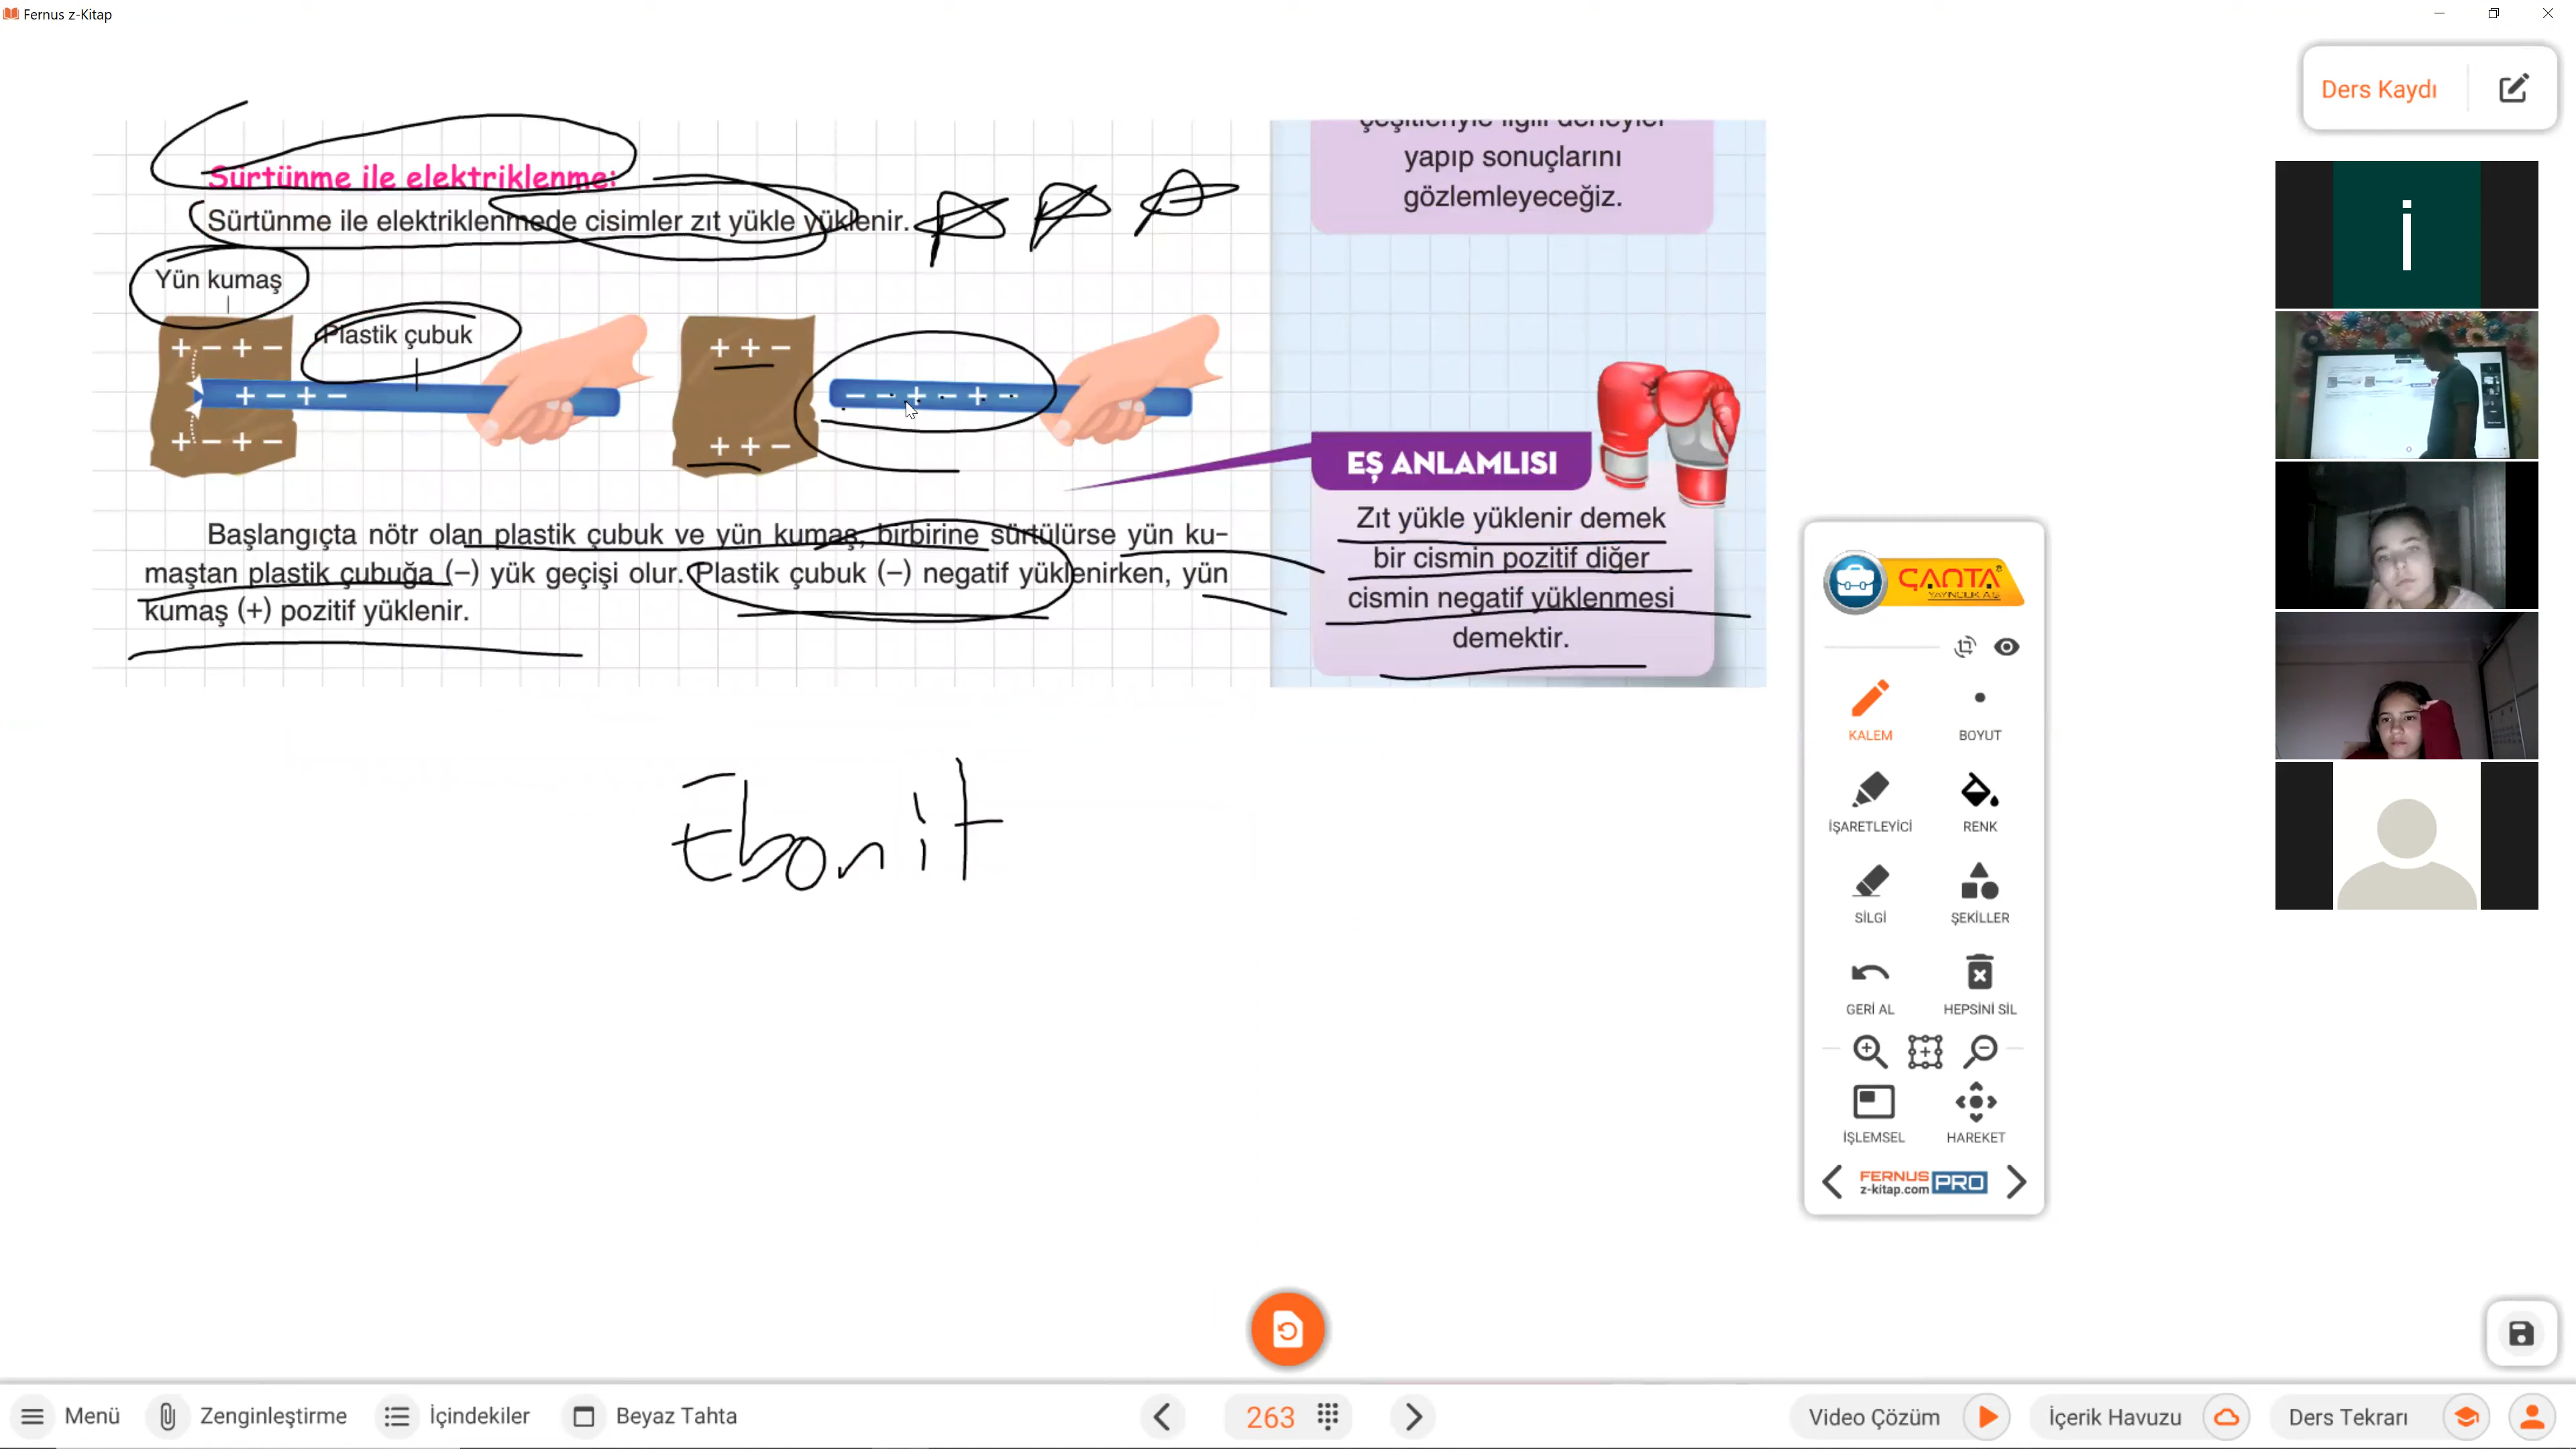 Fernus z-Kitap
Ders Kaydı
Sürtünme ile elektriklenme:
Sürtünme ile elektriklenmede cisimler zıt yükle yüklenir.
Yün kumaş
Plastik çubuk
+ − + −
+ − + −
+ − + −
+ + −
− − + − + −
+ + −
Başlangıçta nötr olan plastik çubuk ve yün kumaş, birbirine sürtülürse yün ku-
maştan plastik çubuğa (−) yük geçişi olur. Plastik çubuk (−) negatif yüklenirken, yün
kumaş (+) pozitif yüklenir.
çeşitleriyle ilgili deneyler
yapıp sonuçlarını
gözlemleyeceğiz.
EŞ ANLAMLISI
Zıt yükle yüklenir demek
bir cismin pozitif diğer
cismin negatif yüklenmesi
demektir.
Ebonit
i
ÇANTA
YAYINCILIK A.Ş.
KALEM
BOYUT
İŞARETLEYİCİ
RENK
SİLGİ
ŞEKİLLER
GERİ AL
HEPSİNİ SİL
İŞLEMSEL
HAREKET
FERNUS
z-kitap.com
PRO
Menü
Zenginleştirme
İçindekiler
Beyaz Tahta
263
Video Çözüm
İçerik Havuzu
Ders Tekrarı